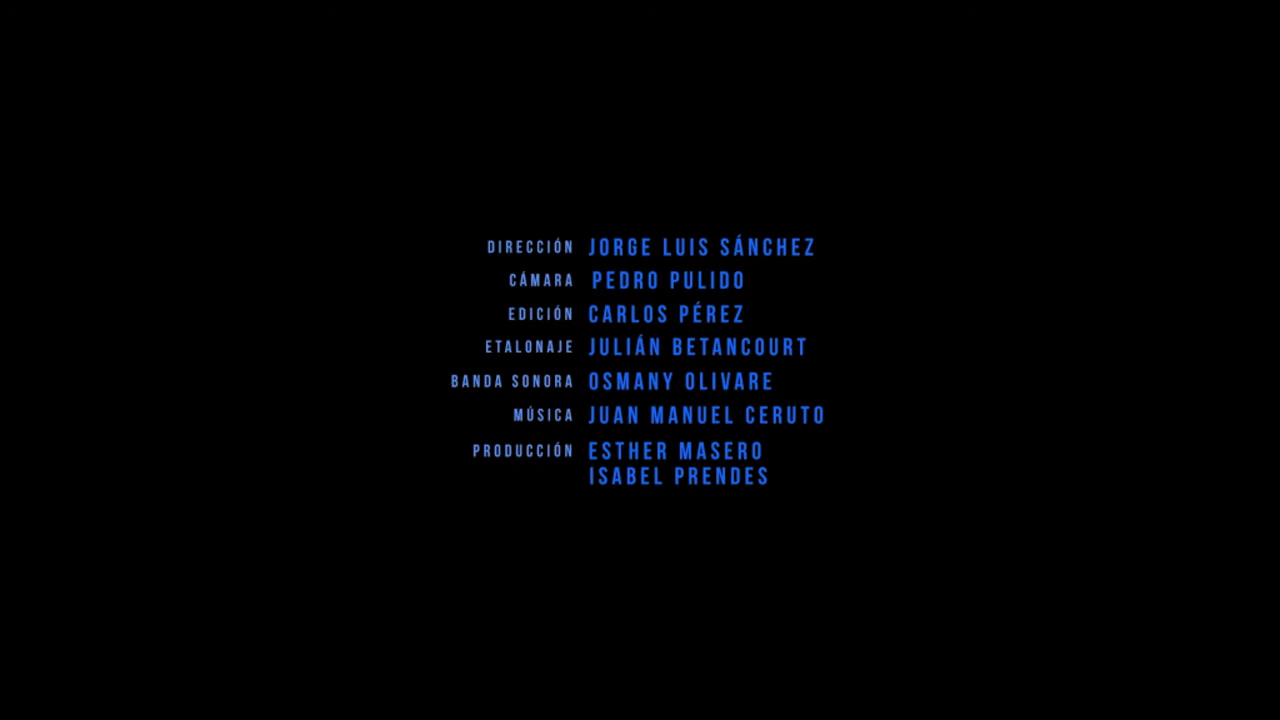 DIRECCIÓN JORGE LUIS SÁNCHEZ
CÁMARA PEDRO PULIDO
EDICIÓN CARLOS PÉREZ
ETALONAJE JULIÁN BETANCOURT
BANDA SONORA OSMANY OLIVARE
MÚSICA JUAN MANUEL CERUTO
PRODUCCIÓN ESTHER MASERO
ISABEL PRENDES